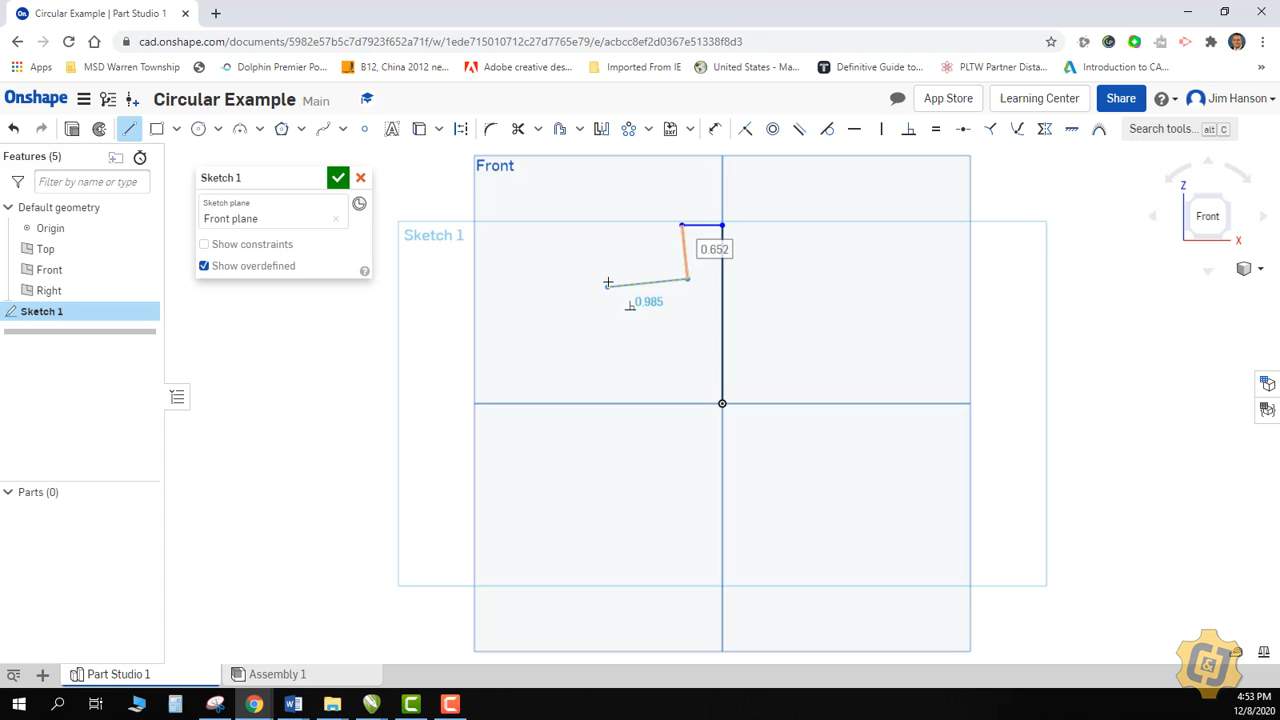 On Circular Example | Part Studio 1
cad.onshape.com/documents/5982e57b5c7d7923f652a71f/w/1ede715010712c27d7765e79/e/acbcc8ef2d0367e51338f8d3
Apps MSD Warren Township Dolphin Premier Po... B12, China 2012 ne... Adobe creative des... Imported From IE United States - Ma... Definitive Guide to... PLTW Partner Distan... Introduction to CA... »
Onshape Circular Example Main App Store Learning Center Share Jim Hanson
Search tools... alt C
Features (5)
Filter by name or type
Default geometry
Origin
Top
Front
Right
Sketch 1
Parts (0)
Sketch 1
Sketch plane
Front plane
Show constraints
Show overdefined
Front
Sketch 1
0.652
0.985
Z
Front
X
Part Studio 1 Assembly 1
4:53 PM
12/8/2020